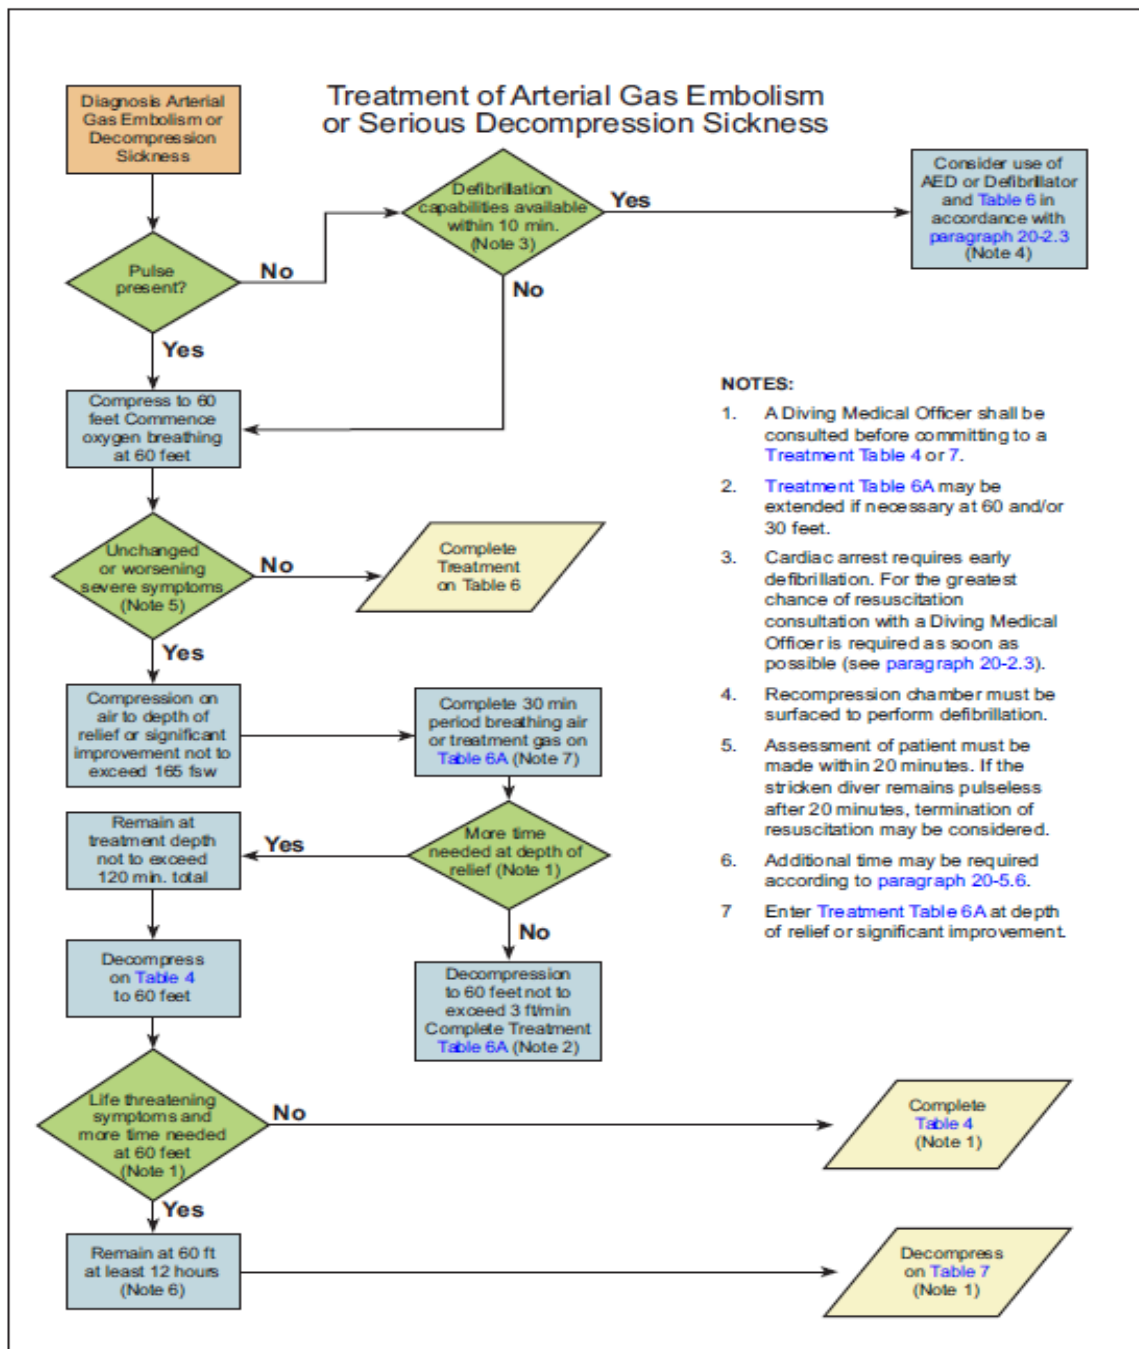 Treatment of Arterial Gas Embolism
or Serious Decompression Sickness
Diagnosis Arterial
Gas Embolism or
Decompression
Sickness
Pulse
present?
No
Yes
Defibrillation
capabilities available
within 10 min.
(Note 3)
Yes
No
Consider use of
AED or Defibrillator
and Table 6 in
accordance with
paragraph 20-2.3
(Note 4)
Compress to 60
feet Commence
oxygen breathing
at 60 feet
Unchanged
or worsening
severe symptoms
(Note 5)
No
Yes
Complete
Treatment
on Table 6
Compression on
air to depth of
relief or significant
improvement not to
exceed 165 fsw
Complete 30 min
period breathing air
or treatment gas on
Table 6A (Note 7)
More time
needed at depth of
relief (Note 1)
Yes
No
Remain at
treatment depth
not to exceed
120 min. total
Decompress
on Table 4
to 60 feet
Decompression
to 60 feet not to
exceed 3 ft/min
Complete Treatment
Table 6A (Note 2)
Life threatening
symptoms and
more time needed
at 60 feet
(Note 1)
No
Yes
Complete
Table 4
(Note 1)
Remain at 60 ft
at least 12 hours
(Note 6)
Decompress
on Table 7
(Note 1)
NOTES:
1. A Diving Medical Officer shall be
consulted before committing to a
Treatment Table 4 or 7.
2. Treatment Table 6A may be
extended if necessary at 60 and/or
30 feet.
3. Cardiac arrest requires early
defibrillation. For the greatest
chance of resuscitation
consultation with a Diving Medical
Officer is required as soon as
possible (see paragraph 20-2.3).
4. Recompression chamber must be
surfaced to perform defibrillation.
5. Assessment of patient must be
made within 20 minutes. If the
stricken diver remains pulseless
after 20 minutes, termination of
resuscitation may be considered.
6. Additional time may be required
according to paragraph 20-5.6.
7 Enter Treatment Table 6A at depth
of relief or significant improvement.